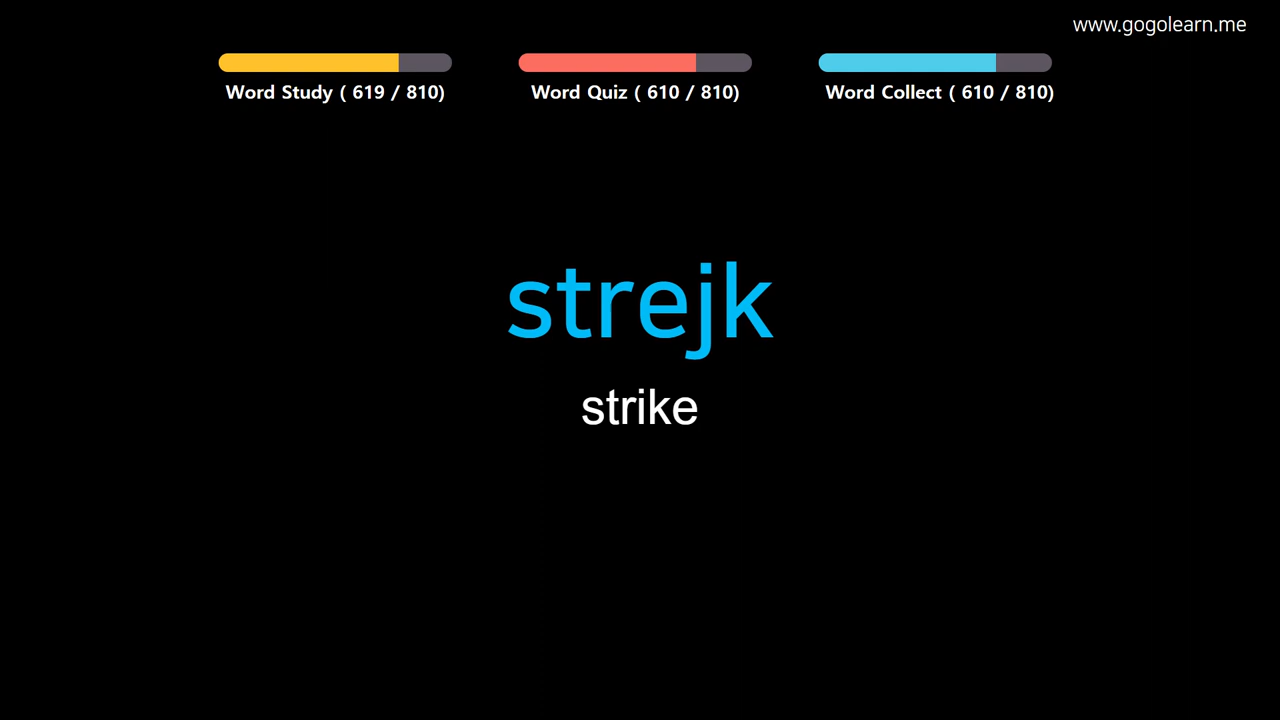 www.gogolearn.me
Word Study ( 619 / 810)
Word Quiz ( 610 / 810)
Word Collect ( 610 / 810)
strejk
strike